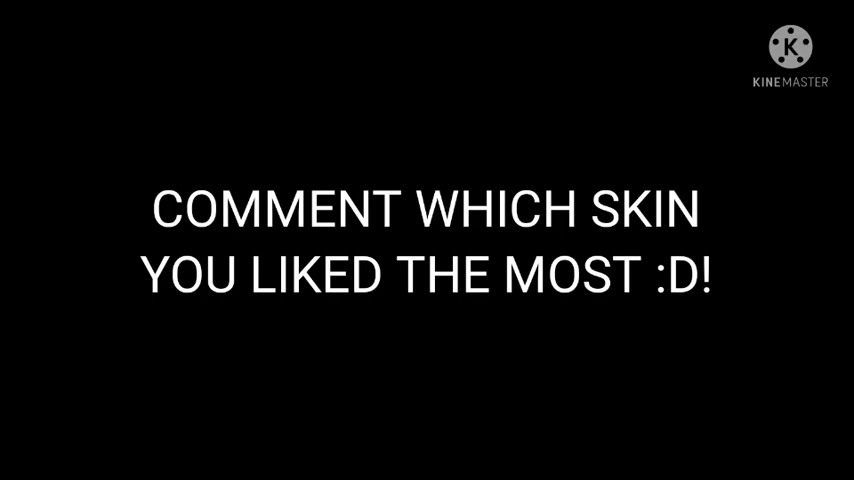 K
KINEMASTER
COMMENT WHICH SKIN
YOU LIKED THE MOST :D!